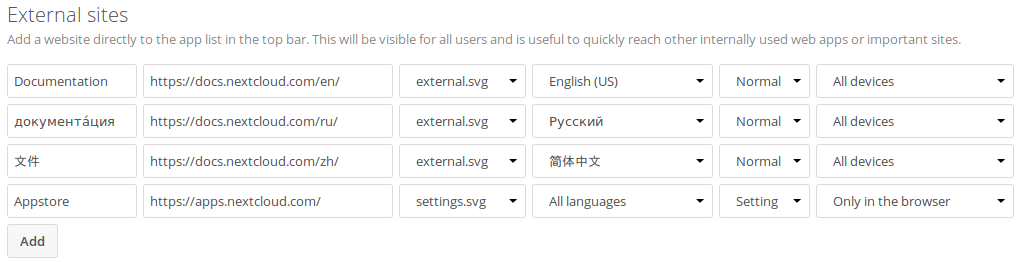 External sites
Add a website directly to the app list in the top bar. This will be visible for all users and is useful to quickly reach other internally used web apps or important sites.
Documentation https://docs.nextcloud.com/en/ external.svg English (US) Normal All devices
документа́ция https://docs.nextcloud.com/ru/ external.svg Русский Normal All devices
文件 https://docs.nextcloud.com/zh/ external.svg 简体中文 Normal All devices
Appstore https://apps.nextcloud.com/ settings.svg All languages Setting Only in the browser
Add